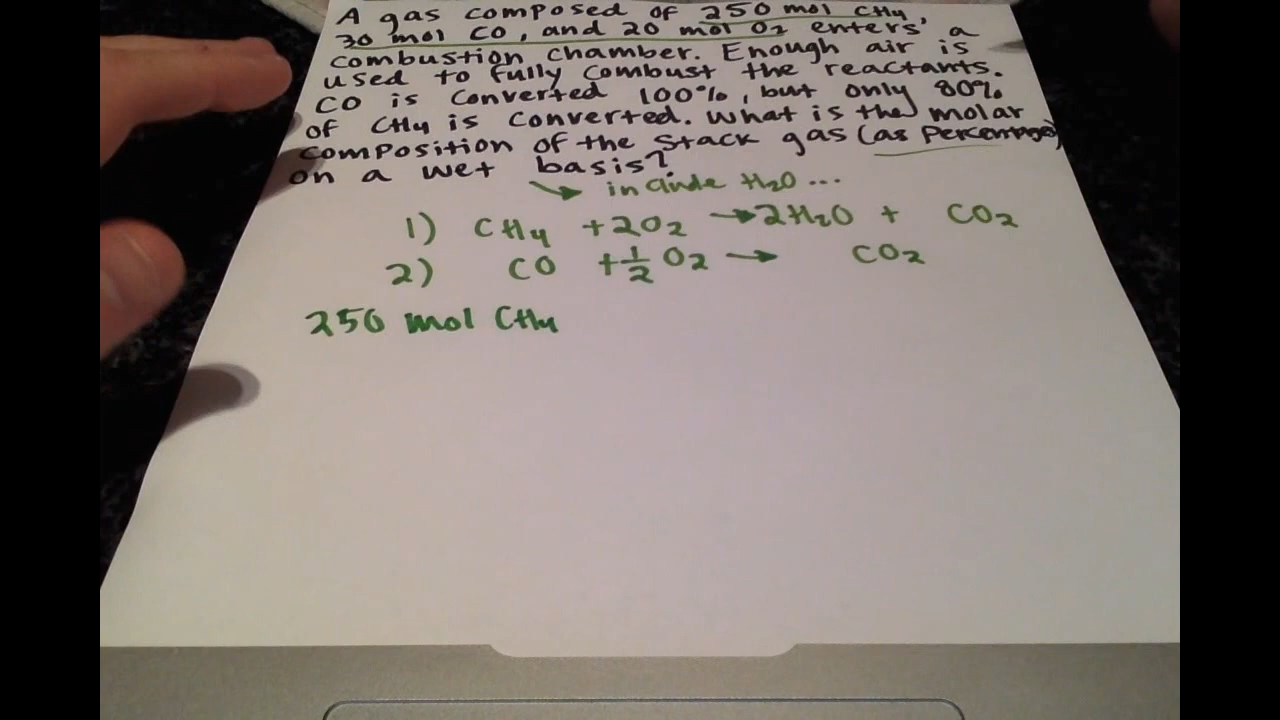 A gas composed of 250 mol CH4,
30 mol CO, and 20 mol O2 enters a
combustion chamber. Enough air is
used to fully combust the reactants.
CO is converted 100%, but only 80%
of CH4 is converted. What is the molar
composition of the stack gas (as percentage)
on a wet basis?
→ include H2O ...
1) CH4 + 2O2 → 2H2O + CO2
2) CO + 1/2 O2 → CO2
250 mol CH4